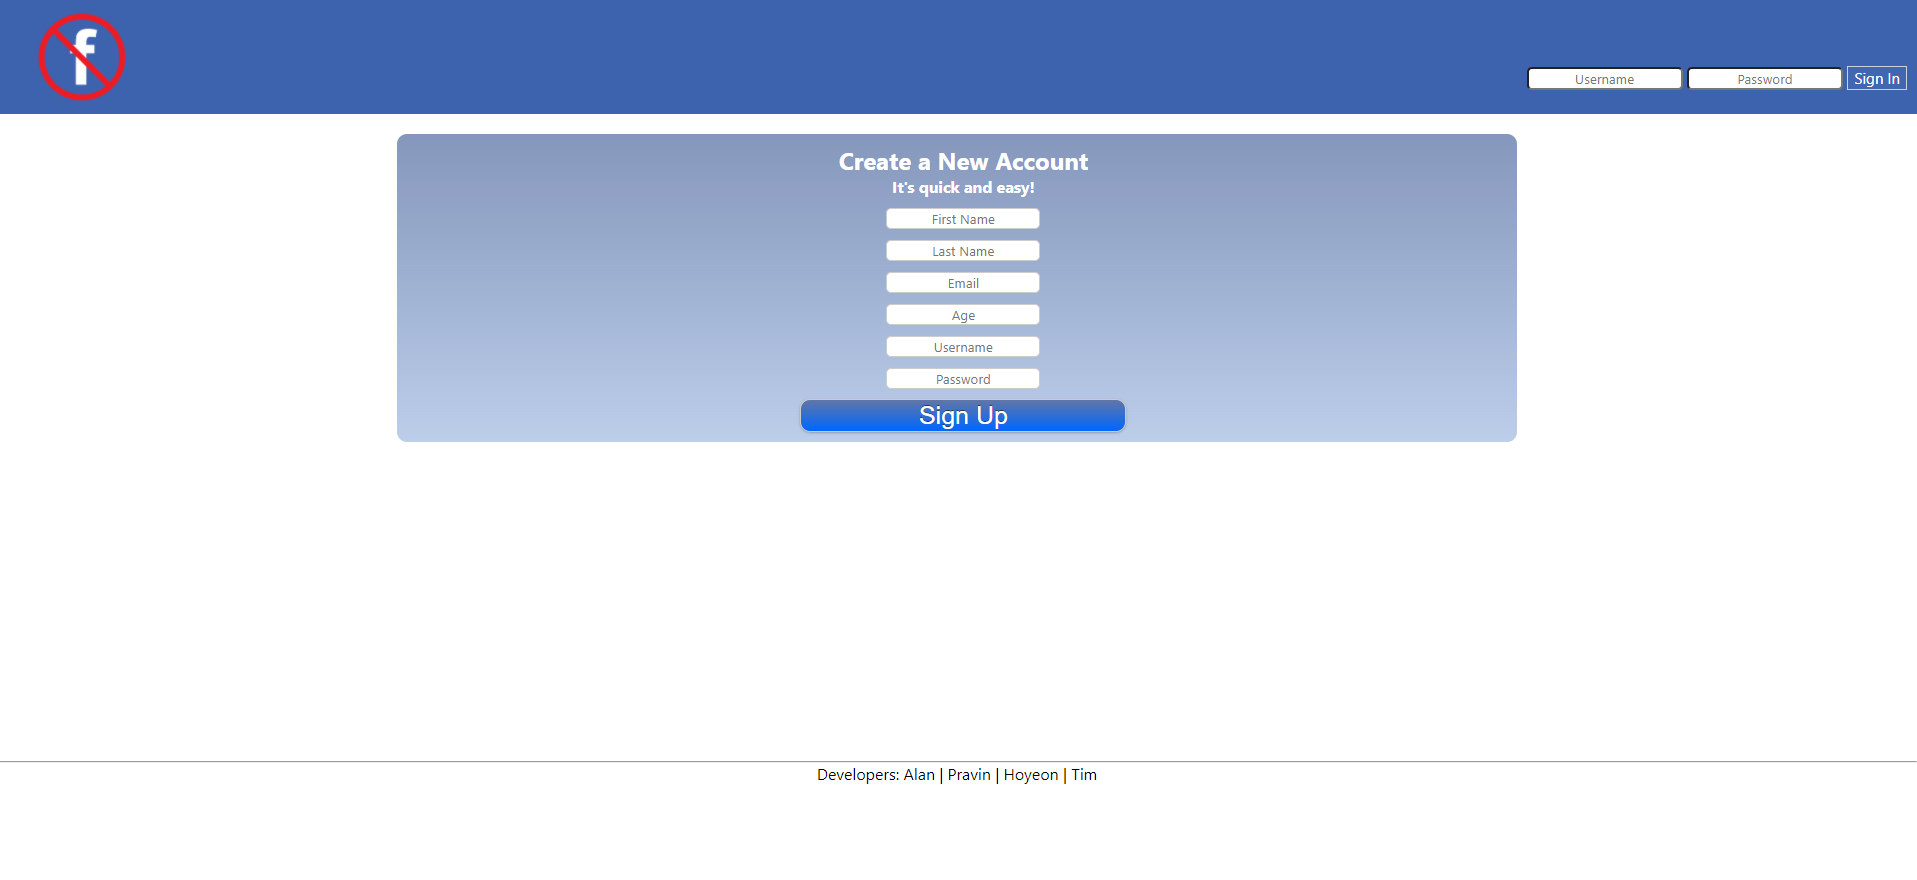 f
Username Password Sign In
Create a New Account
It's quick and easy!
First Name
Last Name
Email
Age
Username
Password
Sign Up
Developers: Alan | Pravin | Hoyeon | Tim